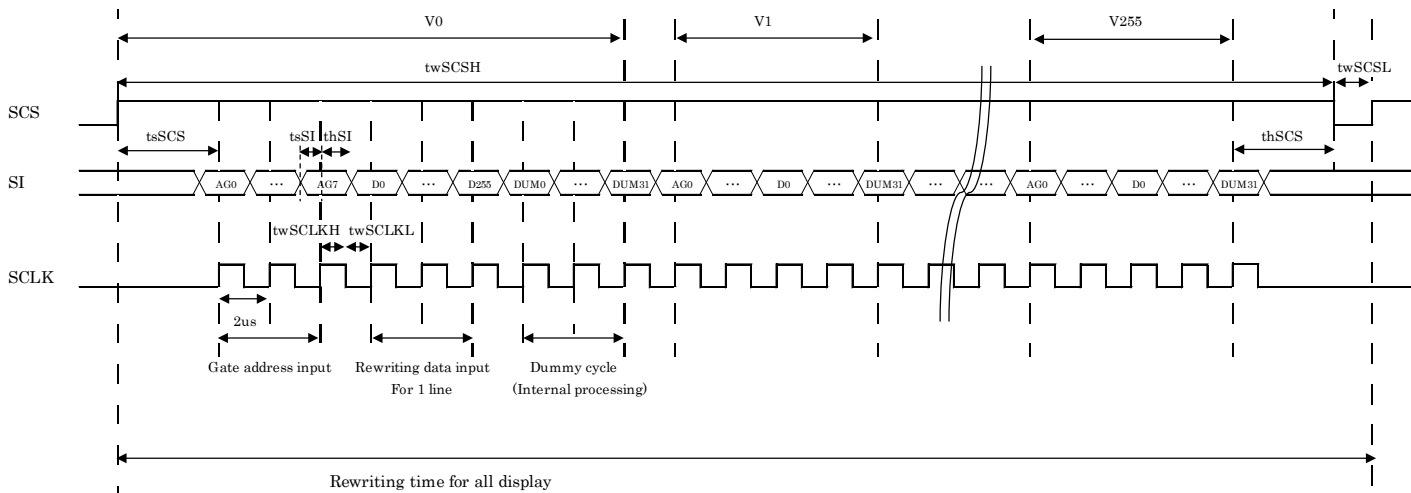 V0 V1 V255
twSCSH twSCSL
SCS
tsSCS tsSI thSI thSCS
SI AG0 … AG7 D0 … D255 DUM0 … DUM31 AG0 … D0 … DUM31 … … AG0 … D0 … DUM31
twSCLKH twSCLKL
SCLK
2us
Gate address input Rewriting data input Dummy cycle
For 1 line (Internal processing)
Rewriting time for all display